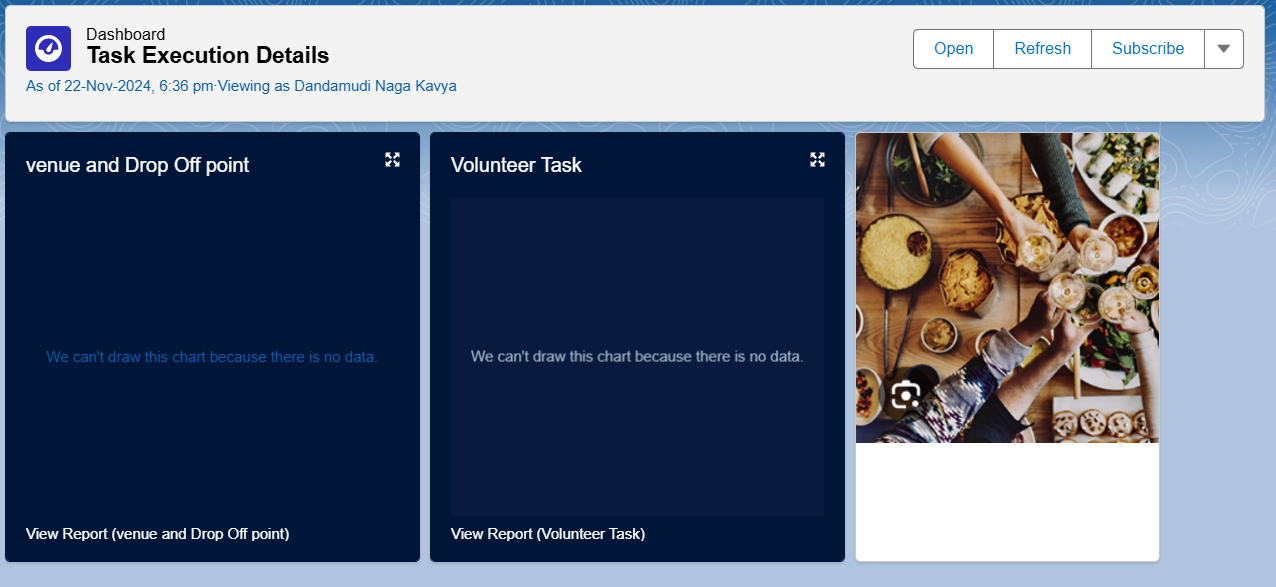 Dashboard
Task Execution Details
As of 22-Nov-2024, 6:36 pm·Viewing as Dandamudi Naga Kavya
Open
Refresh
Subscribe
venue and Drop Off point
We can't draw this chart because there is no data.
View Report (venue and Drop Off point)
Volunteer Task
We can't draw this chart because there is no data.
View Report (Volunteer Task)